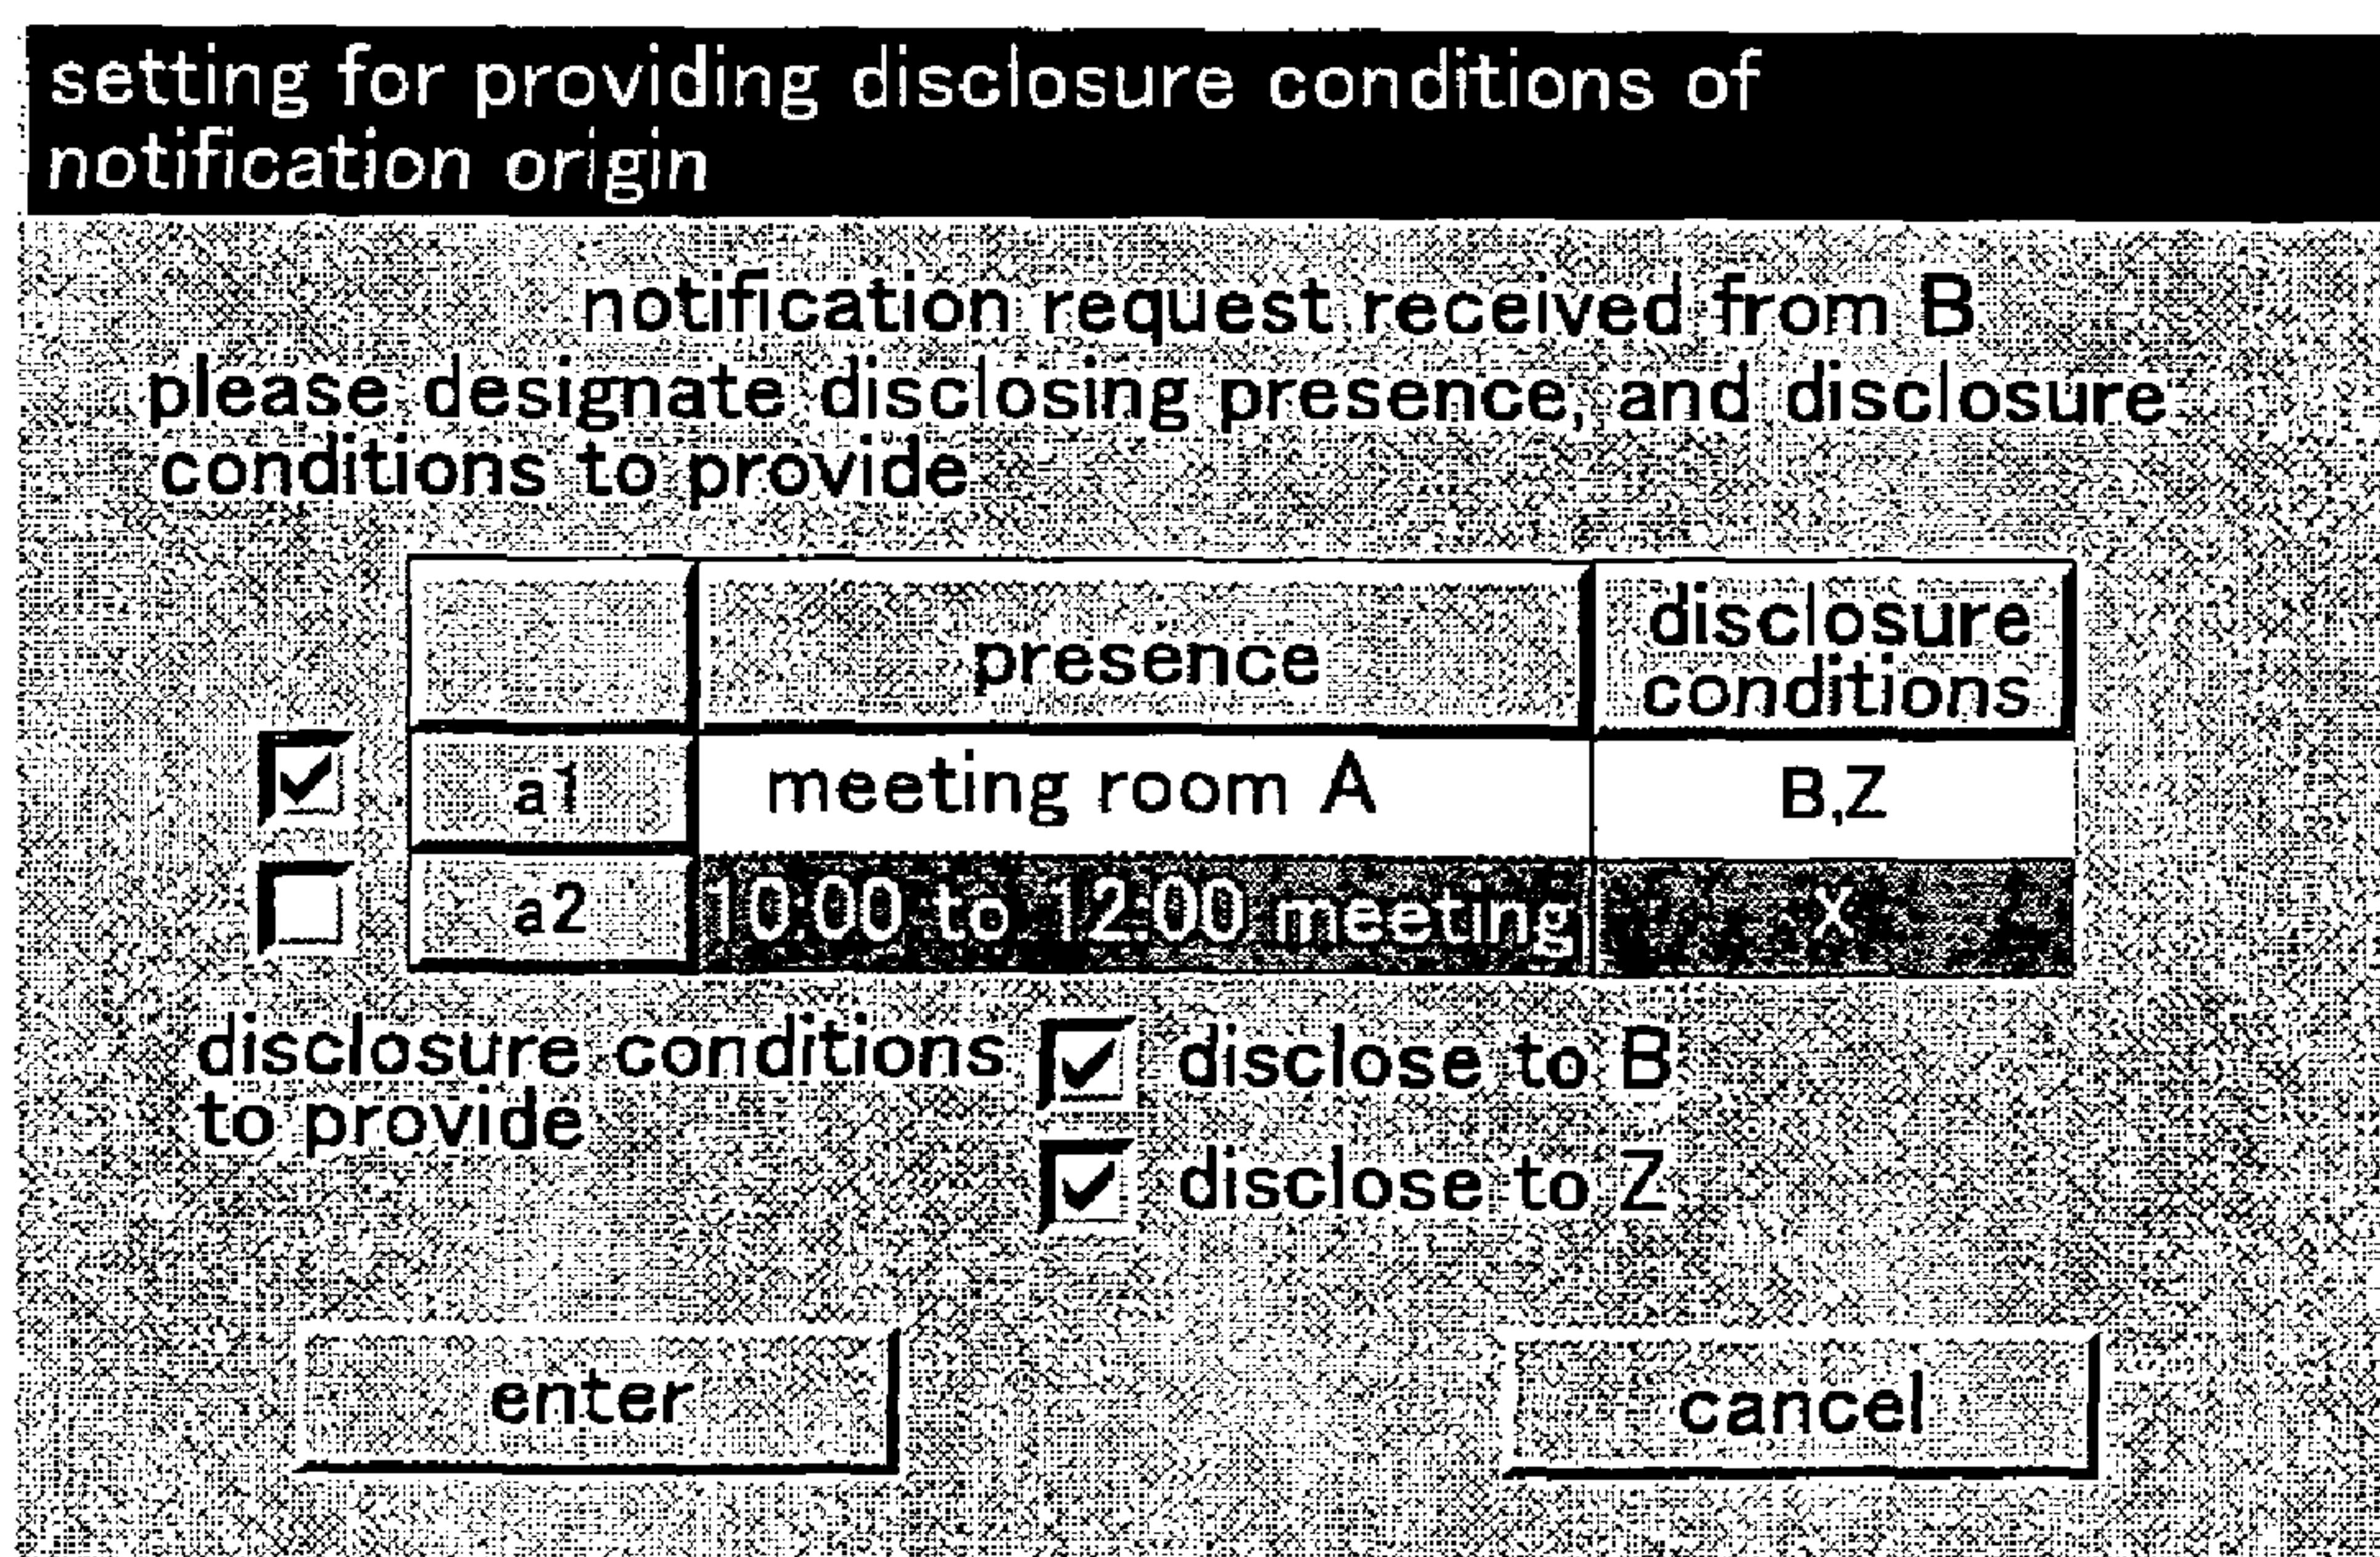 setting for providing disclosure conditions of
notification origin
notification request received from B
please designate disclosing presence, and disclosure
conditions to provide
presence
disclosure
conditions
a1 meeting room A B,Z
a2 10:00 to 12:00 meeting X
disclosure conditions
to provide
disclose to B
disclose to Z
enter cancel